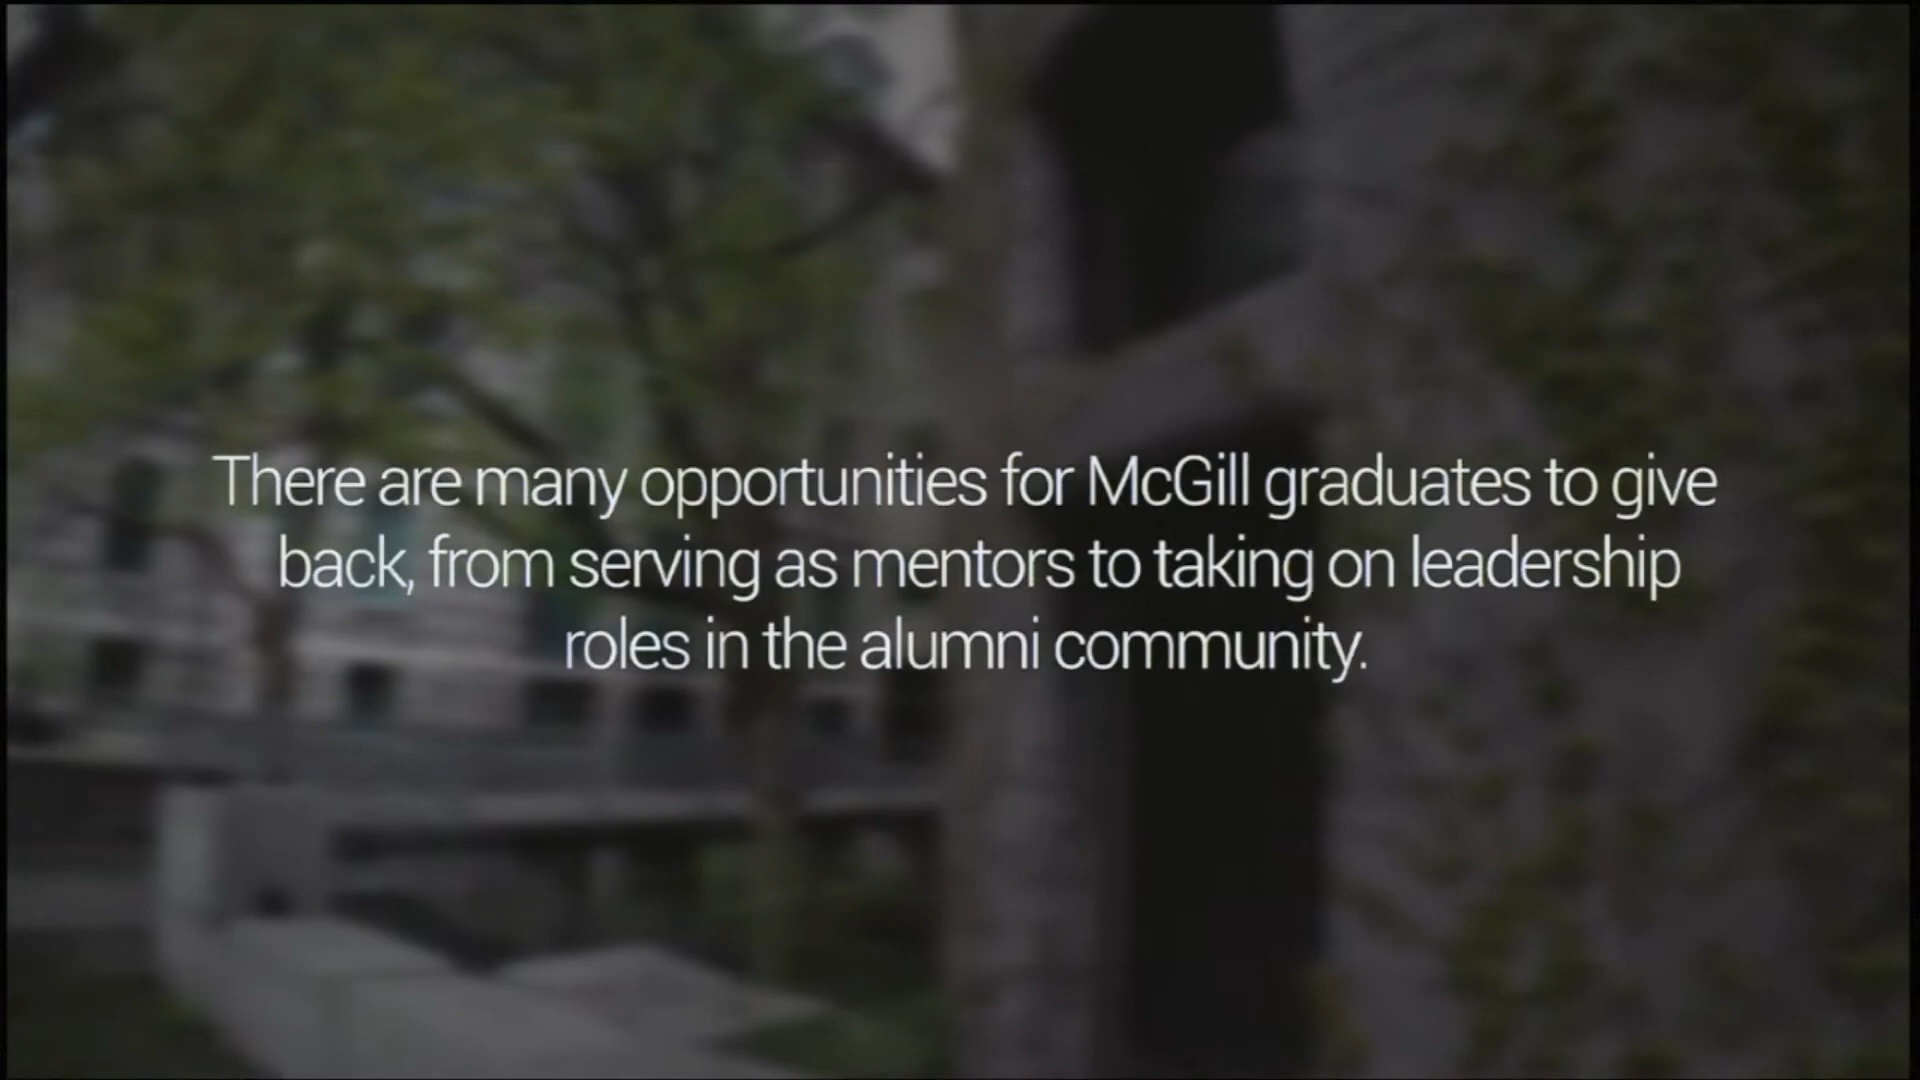 There are many opportunities for McGill graduates to give
back, from serving as mentors to taking on leadership
roles in the alumni community.